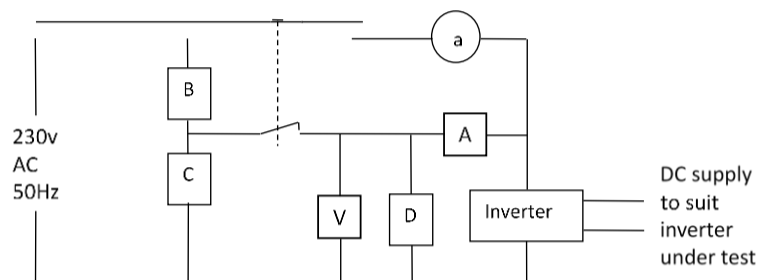 a
B
A
230v
AC
50Hz
C
DC supply
to suit
inverter
under test
V
D
Inverter